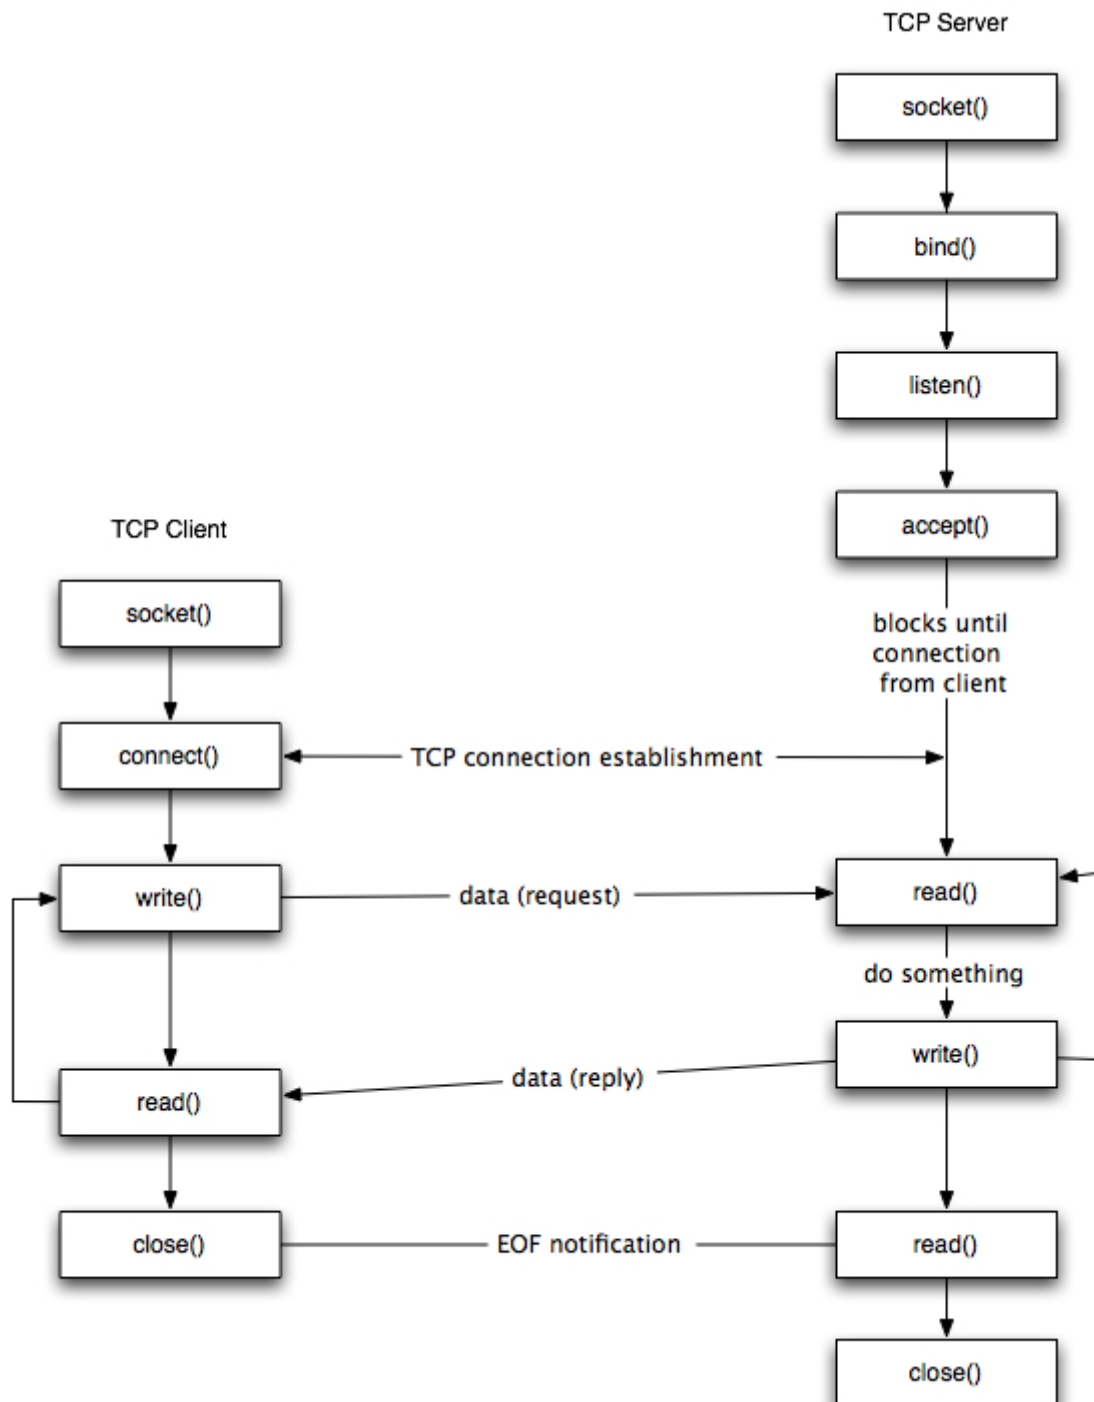 TCP Server
socket()
bind()
listen()
accept()
TCP Client
socket()
blocks until
connection
from client
connect()
TCP connection establishment
write()
data (request)
read()
do something
write()
data (reply)
read()
close()
EOF notification
read()
close()